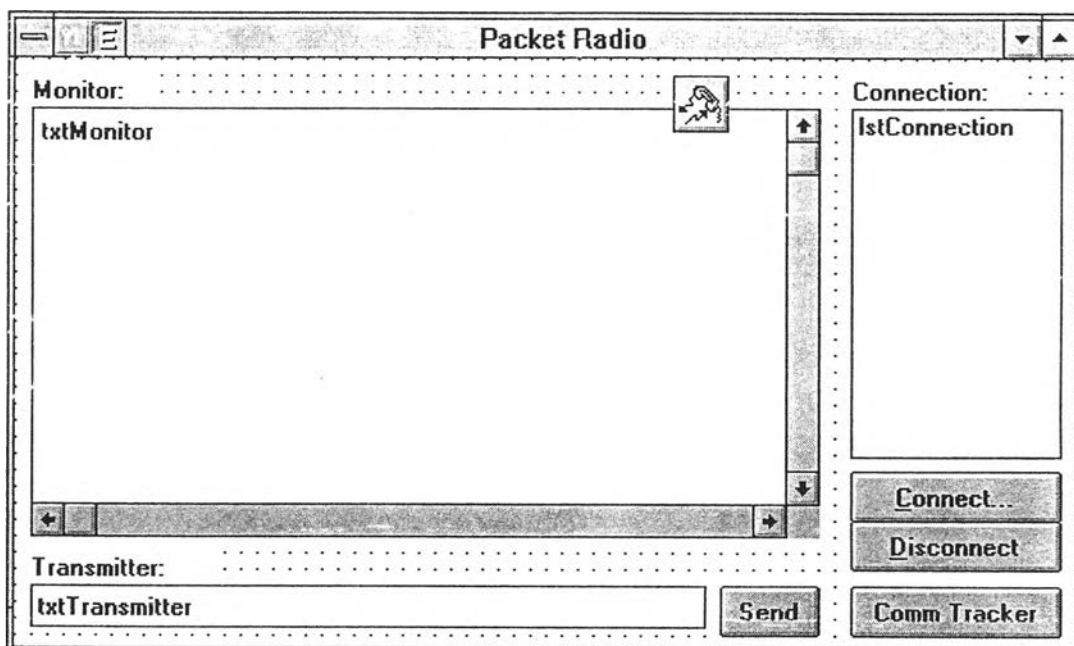 Packet Radio
Monitor:
txtMonitor
Connection:
lstConnection
Connect...
Disconnect
Transmitter:
txtTransmitter
Send
Comm Tracker